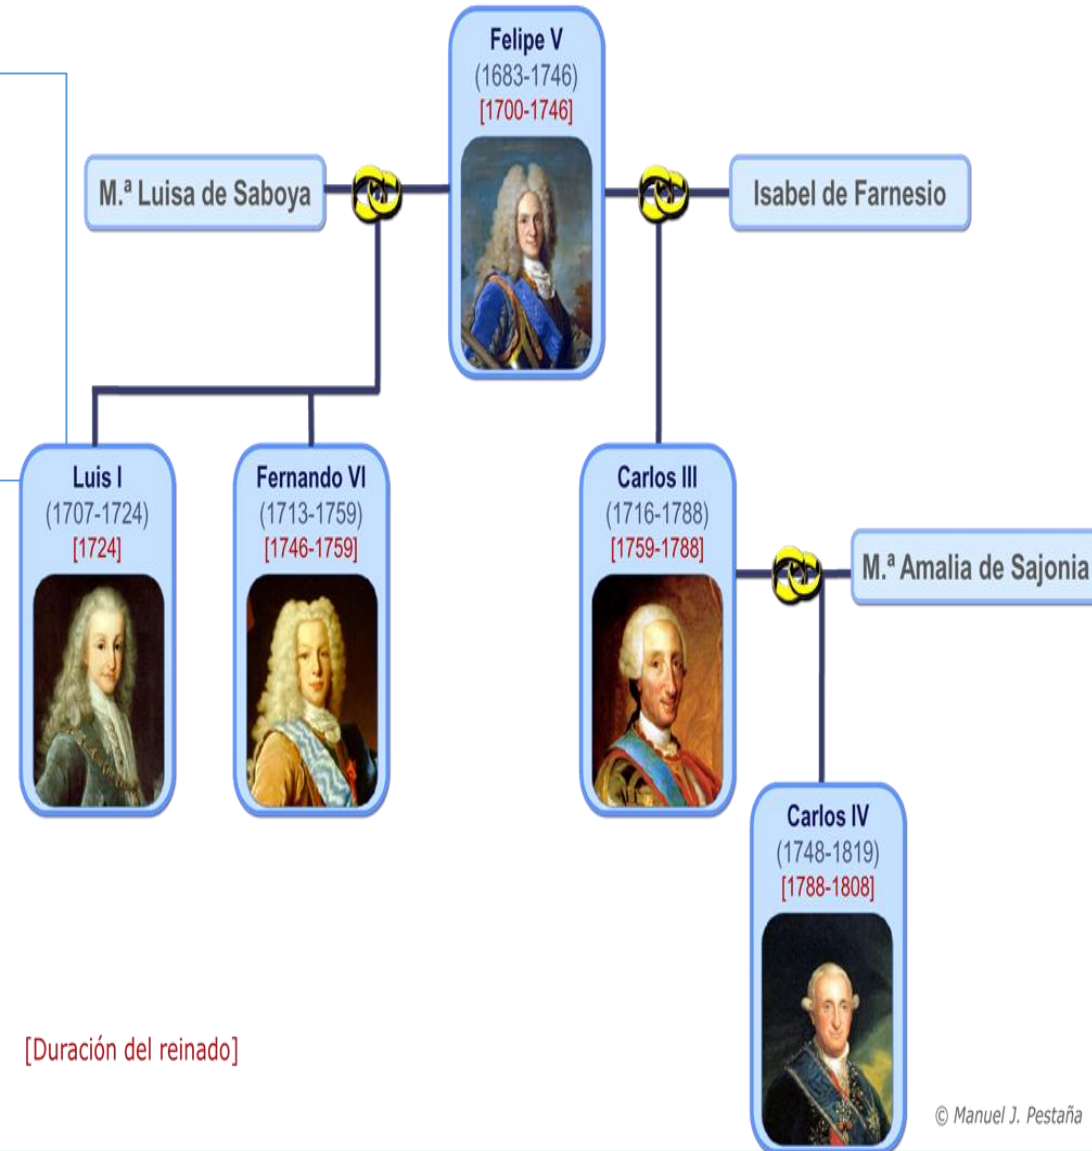 Felipe V
(1683-1746)
[1700-1746]
M.ª Luisa de Saboya
Isabel de Farnesio
Luis I
(1707-1724)
[1724]
Fernando VI
(1713-1759)
[1746-1759]
Carlos III
(1716-1788)
[1759-1788]
M.ª Amalia de Sajonia
Carlos IV
(1748-1819)
[1788-1808]
[Duración del reinado]
© Manuel J. Pestaña